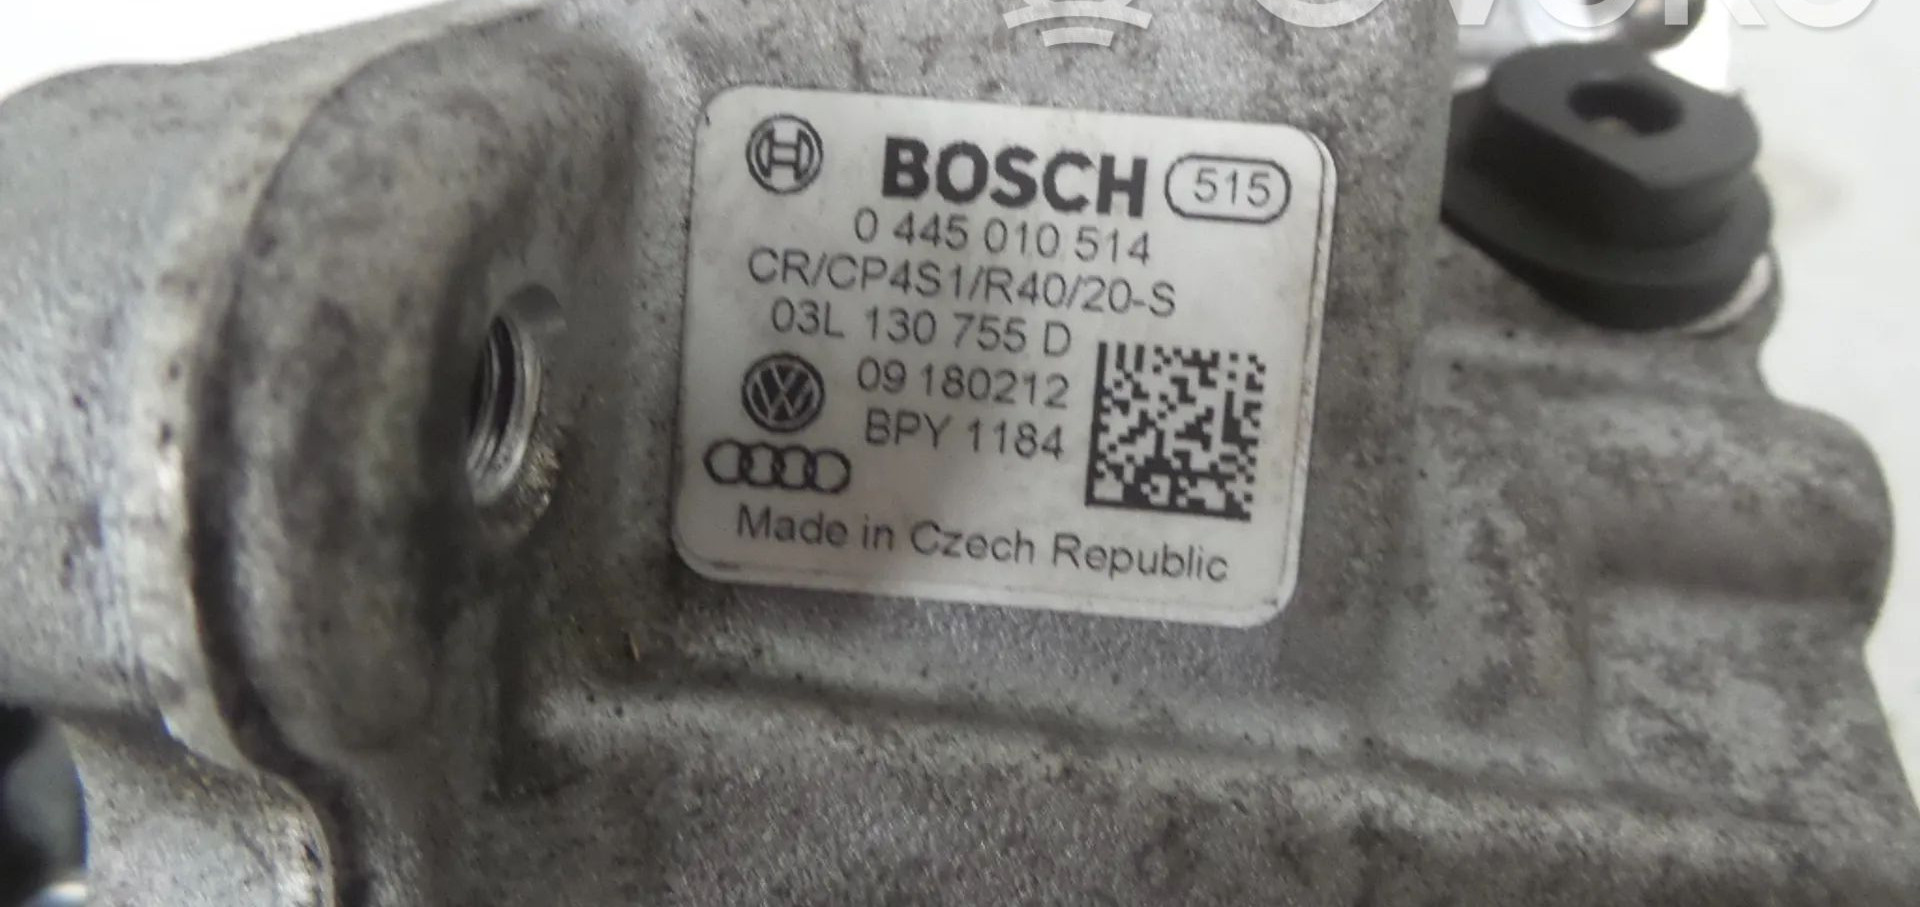 BOSCH 515
0 445 010 514
CR/CP4S1/R40/20-S
03L 130 755 D
09 180212
BPY 1184
Made in Czech Republic